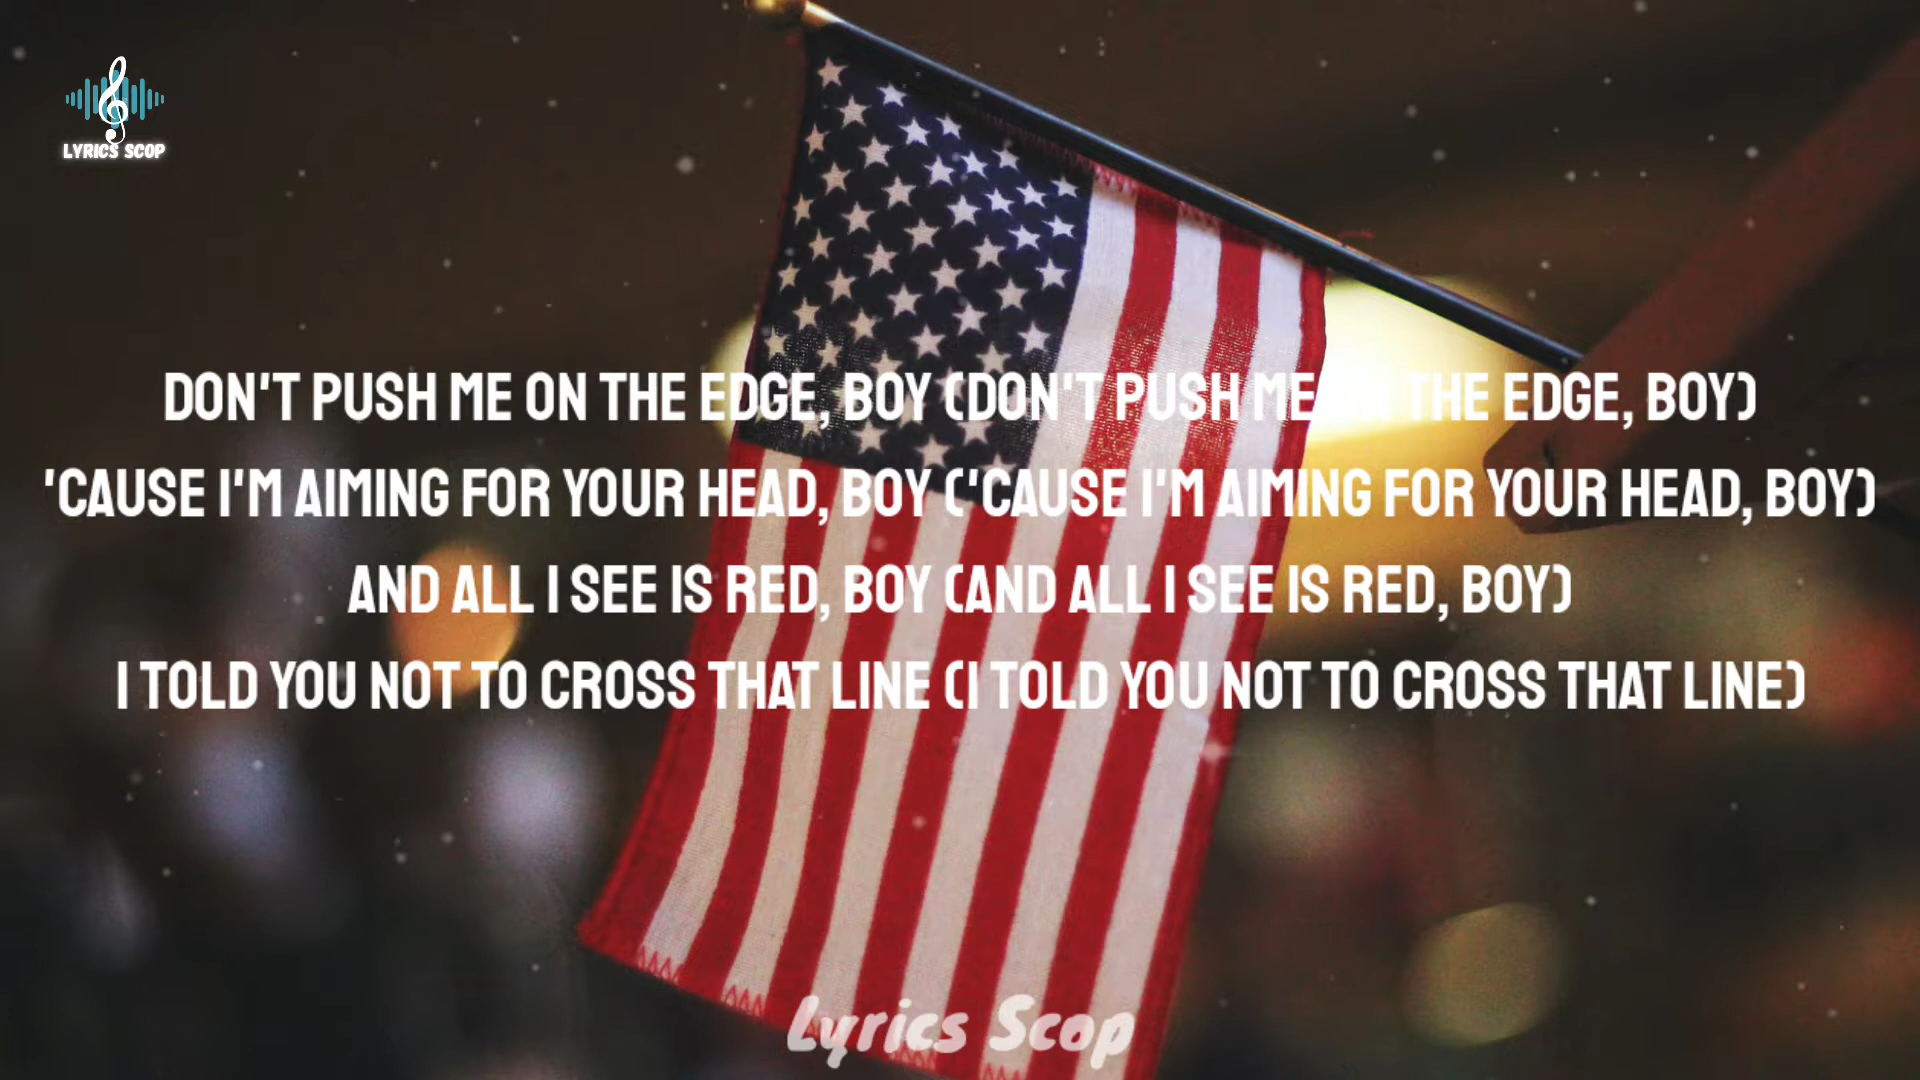 LYRICS SCOP
DON'T PUSH ME ON THE EDGE, BOY (DON'T PUSH ME THE EDGE, BOY)
'CAUSE I'M AIMING FOR YOUR HEAD, BOY ('CAUSE I'M AIMING FOR YOUR HEAD, BOY)
AND ALL I SEE IS RED, BOY (AND ALL I SEE IS RED, BOY)
I TOLD YOU NOT TO CROSS THAT LINE (I TOLD YOU NOT TO CROSS THAT LINE)
Lyrics Scop